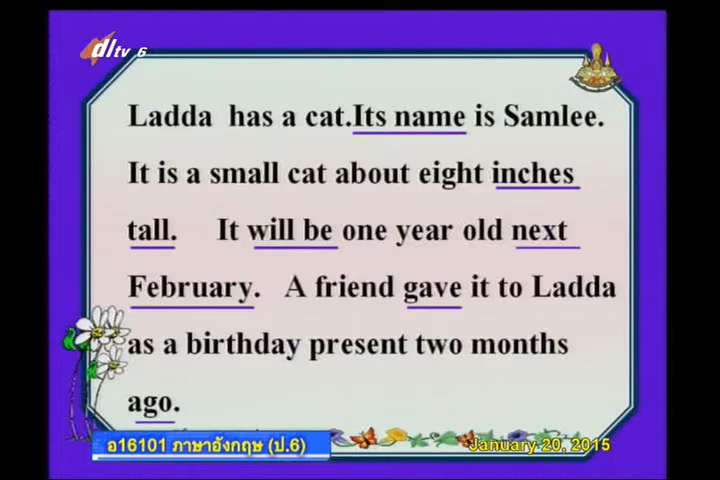 dltv 6
Ladda has a cat.Its name is Samlee.
It is a small cat about eight inches
tall. It will be one year old next
February. A friend gave it to Ladda
as a birthday present two months
ago.
อ16101 ภาษาอังกฤษ (ป.6)
January 20, 2015